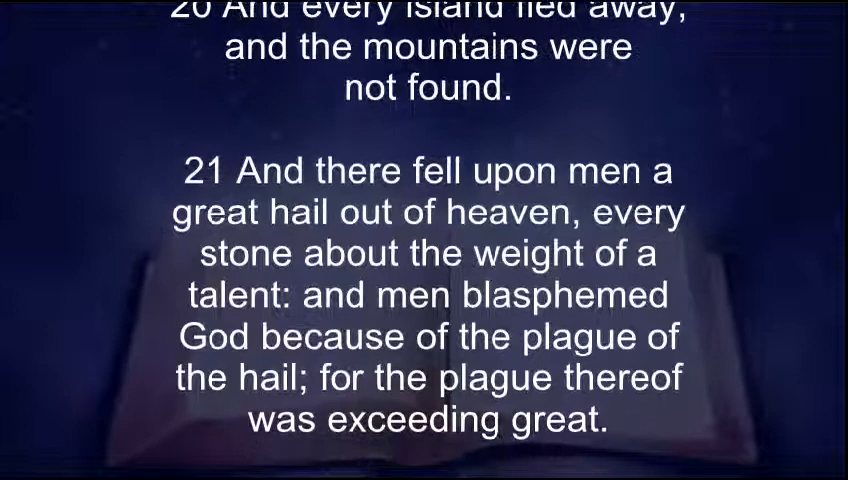 20 And every island fled away,
and the mountains were
not found.
21 And there fell upon men a
great hail out of heaven, every
stone about the weight of a
talent: and men blasphemed
God because of the plague of
the hail; for the plague thereof
was exceeding great.